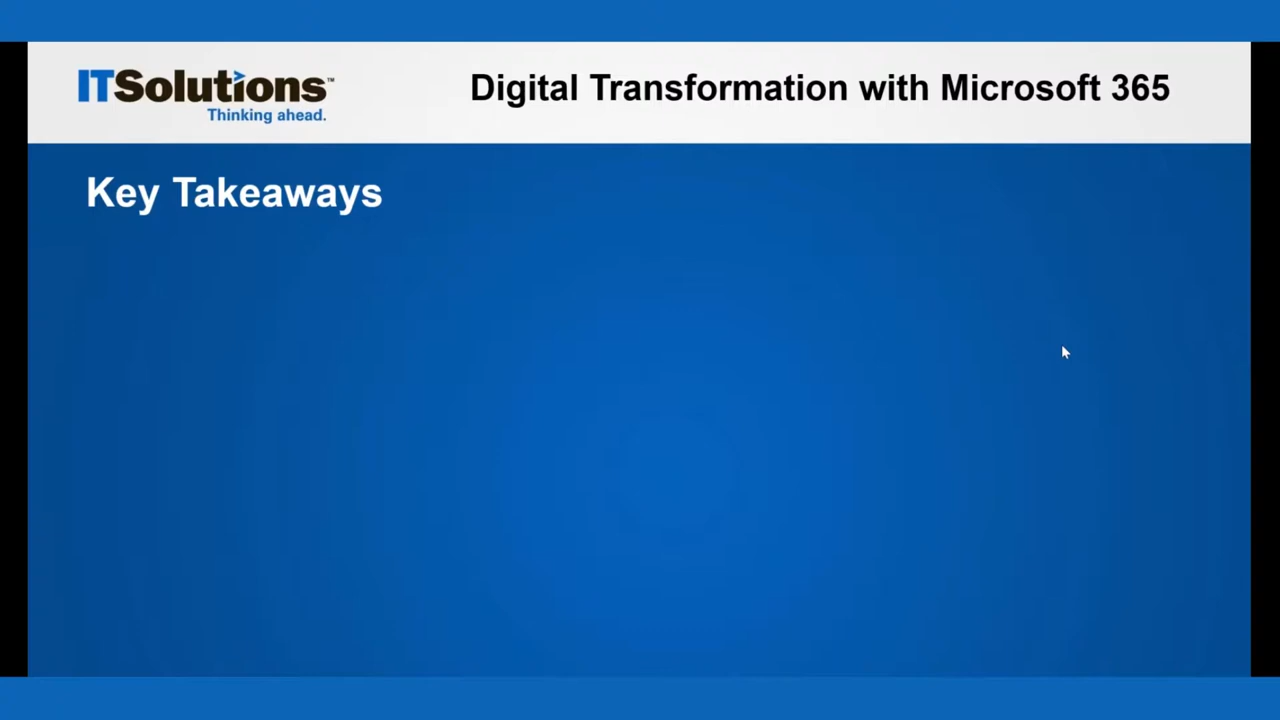 ITSolutions™
Thinking ahead.
Digital Transformation with Microsoft 365
Key Takeaways